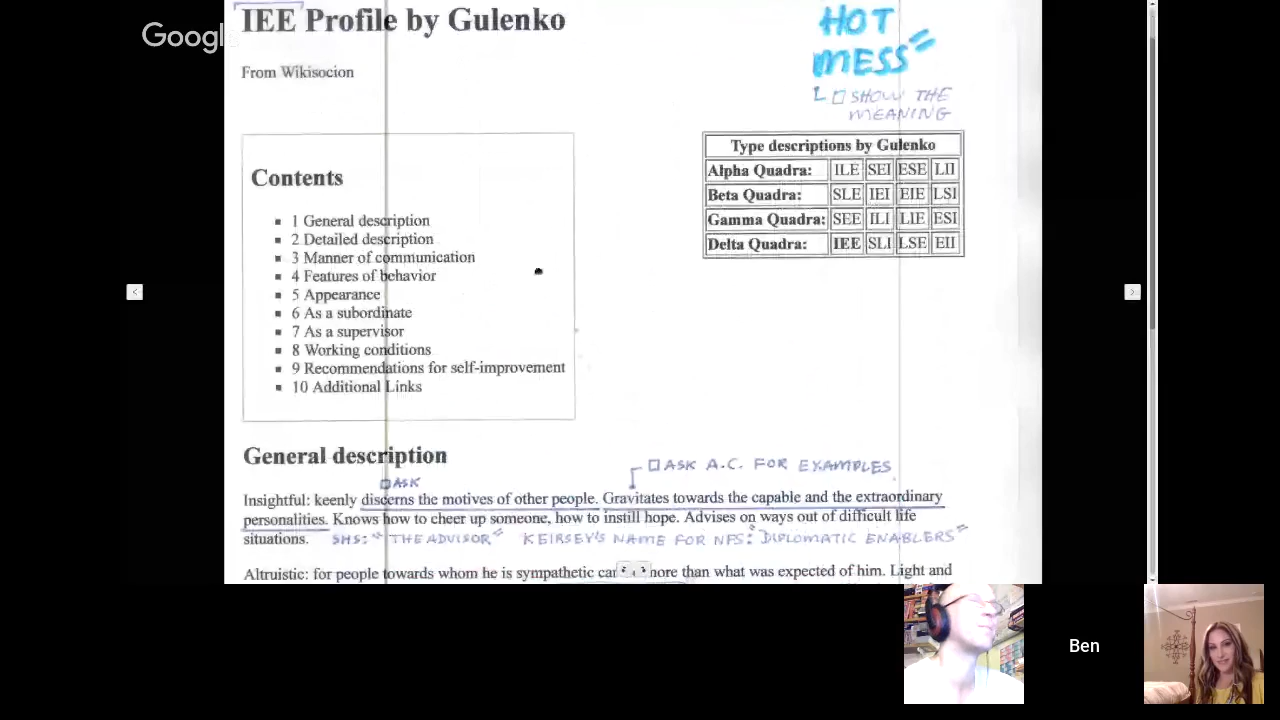 IEE Profile by Gulenko
Google
HOT
MESS"
From Wikisocion
SHOW THE
MEANING
Type descriptions by Gulenko
Alpha Quadra: ILE SEI ESE LII
Beta Quadra: SLE IEI EIE LSI
Gamma Quadra: SEE ILI LIE ESI
Delta Quadra: IEE SLI LSE EII
Contents
1 General description
2 Detailed description
3 Manner of communication
4 Features of behavior
5 Appearance
6 As a subordinate
7 As a supervisor
8 Working conditions
9 Recommendations for self-improvement
10 Additional Links
General description
ASK A.C. FOR EXAMPLES
ASK
Insightful: keenly discerns the motives of other people. Gravitates towards the capable and the extraordinary
personalities. Knows how to cheer up someone, how to instill hope. Advises on ways out of difficult life
situations. SHS: "THE ADVISOR" KEIRSEY'S NAME FOR NFS: "DIPLOMATIC ENABLERS"
Altruistic: for people towards whom he is sympathetic more than what was expected of him. Light and
Ben